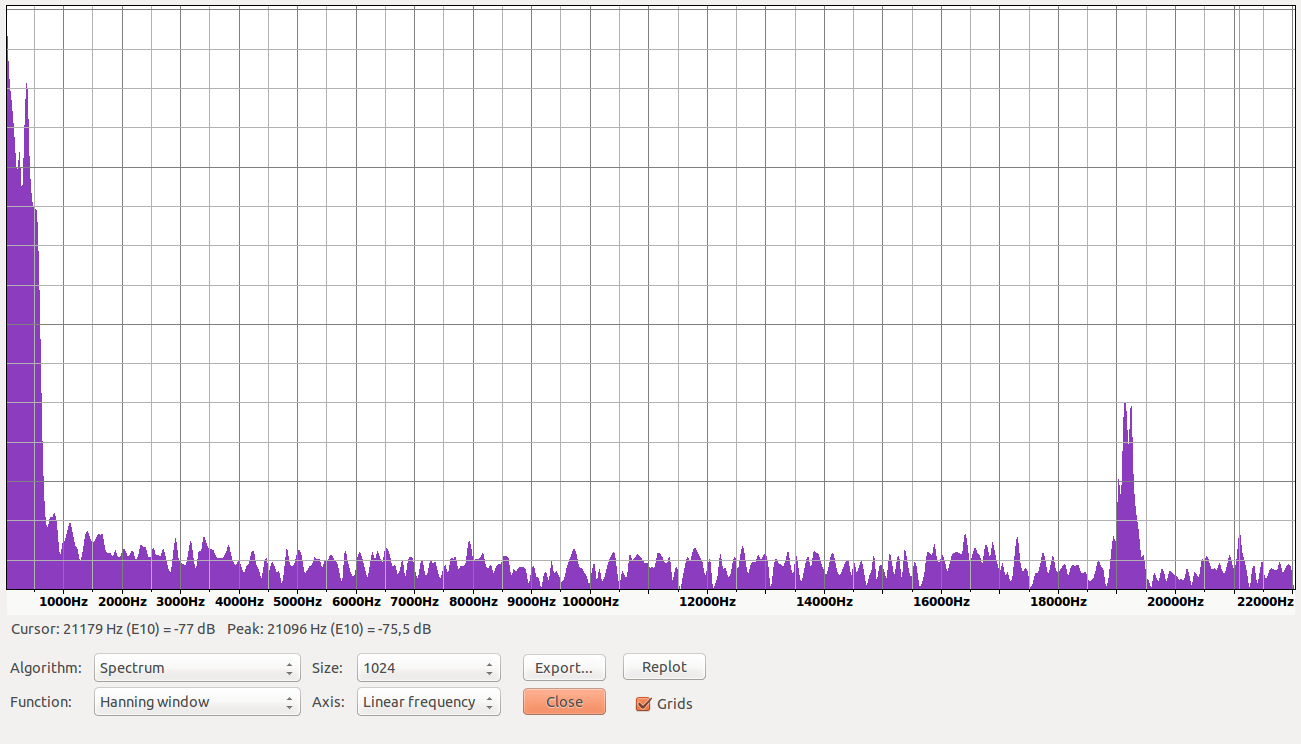 1000Hz 2000Hz 3000Hz 4000Hz 5000Hz 6000Hz 7000Hz 8000Hz 9000Hz 10000Hz 12000Hz 14000Hz 16000Hz 18000Hz 20000Hz 22000Hz
Cursor: 21179 Hz (E10) = -77 dB Peak: 21096 Hz (E10) = -75,5 dB
Algorithm: Spectrum Size: 1024 Export... Replot
Function: Hanning window Axis: Linear frequency Close Grids